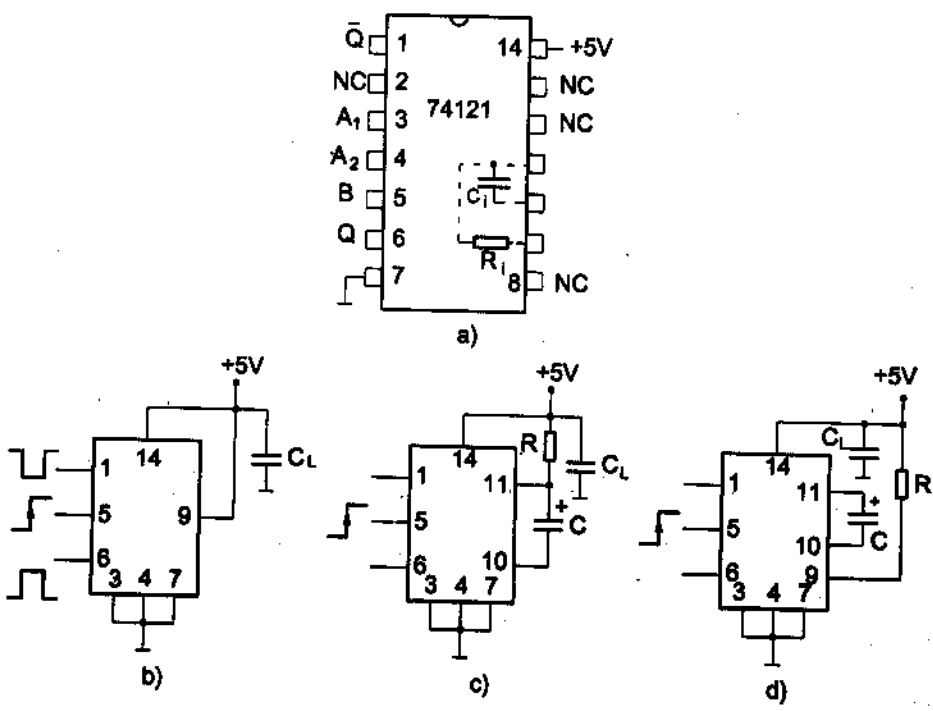 Q̄ 1 14 +5V
NC 2 NC
A₁ 3 74121 NC
A₂ 4
B 5 Cᵢ
Q 6 Rᵢ
7 8 NC
a)
+5V +5V +5V
1 14 C_L
5 9
6
3 4 7
b)
14 R C_L
1 11
5 + C
6 10
3 4 7
c)
14 C_L R
1 11
5 + C
10
6 9
3 4 7
d)